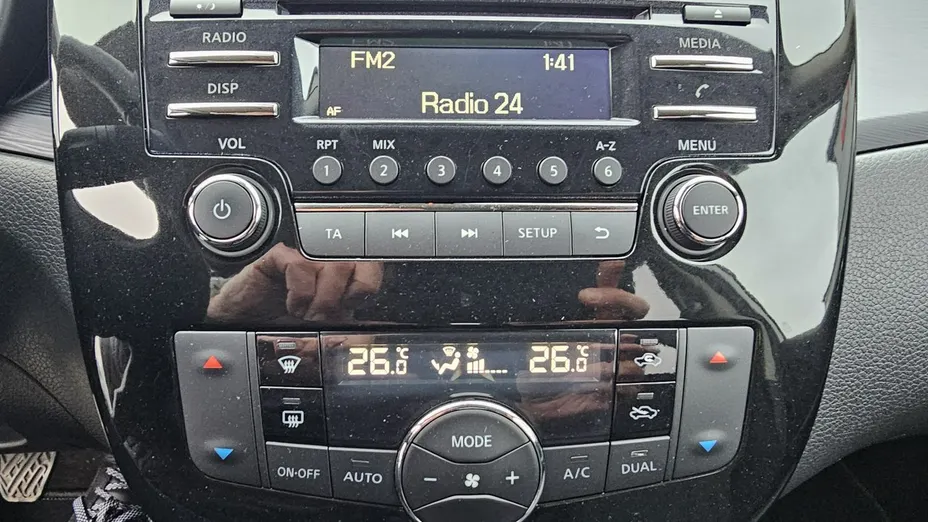 RADIO
FM2 1:41
MEDIA
DISP
AF Radio 24
VOL
RPT MIX A-Z
MENU
1 2 3 4 5 6
TA SETUP
ENTER
26.0 °C 26.0 °C
MODE
ON·OFF AUTO A/C DUAL
- +